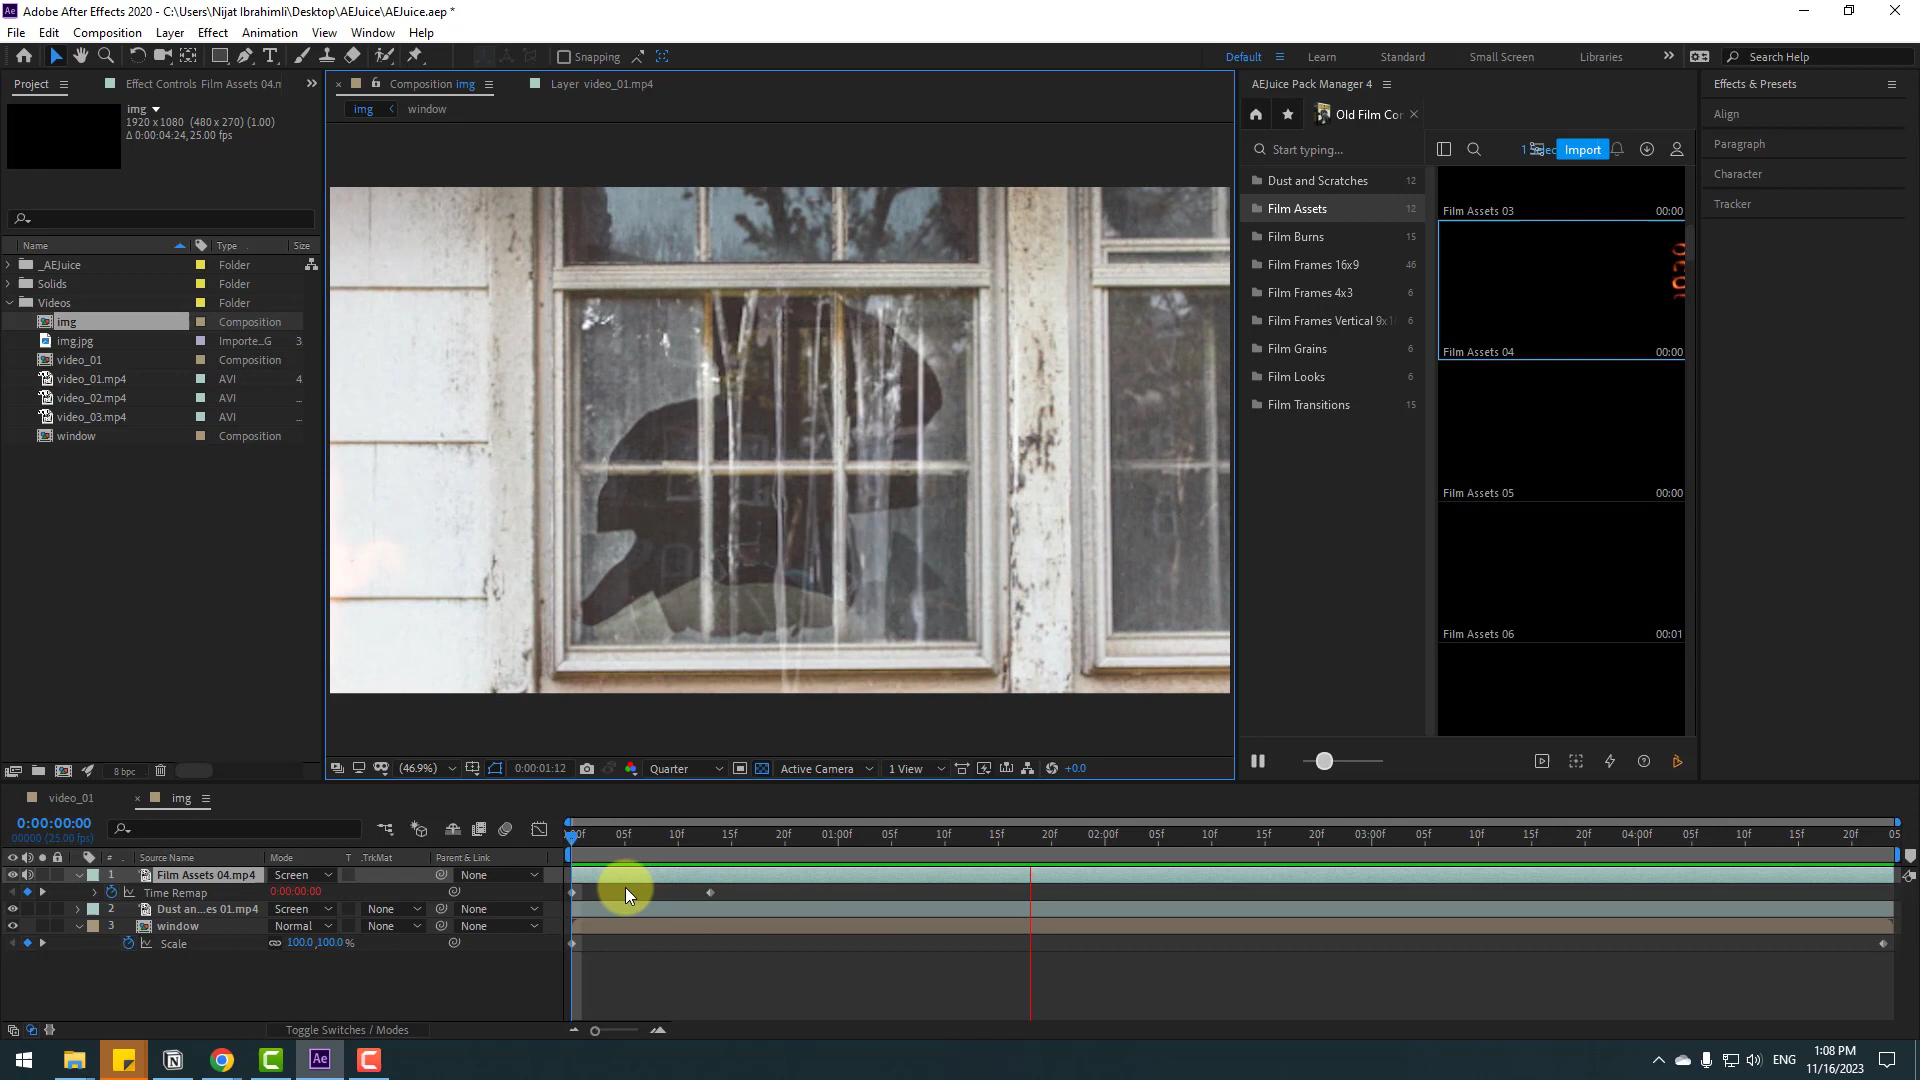 Adobe After Effects 2020 - C:\Users\Nijat Ibrahimli\Desktop\AEJuice\AEJuice.aep *
File Edit Composition Layer Effect Animation View Window Help
Snapping
Default Learn Standard Small Screen Libraries Search Help
Project Effect Controls Film Assets 04.n
img
1920 x 1080 (480 x 270) (1.00)
Δ 0:00:04:24, 25.00 fps
Name Type Size
_AEJuice Folder
Solids Folder
Videos Folder
img Composition
img.jpg Importe...G 3
video_01 Composition
video_01.mp4 AVI 4
video_02.mp4 AVI ...
video_03.mp4 AVI ...
window Composition
8 bpc
Composition img Layer video_01.mp4
img window
(46.9%) 0:00:01:12 Quarter Active Camera 1 View +0.0
AEJuice Pack Manager 4
Old Film Cor
Start typing... Import
Dust and Scratches 12
Film Assets 12
Film Burns 15
Film Frames 16x9 46
Film Frames 4x3 6
Film Frames Vertical 9x1 6
Film Grains 6
Film Looks 6
Film Transitions 15
Film Assets 03 00:00
Film Assets 04 00:00
Film Assets 05 00:00
Film Assets 06 00:01
Effects & Presets
Align
Paragraph
Character
Tracker
video_01 img
0:00:00:00
00000 (25.00 fps)
:00f 05f 10f 15f 20f 01:00f 05f 10f 15f 20f 02:00f 05f 10f 15f 20f 03:00f 05f 10f 15f 20f 04:00f 05f 10f 15f 20f 05
# Source Name Mode T .TrkMat Parent & Link
1 Film Assets 04.mp4 Screen None
Time Remap 0:00:00:00
2 Dust an...es 01.mp4 Screen None None
3 window Normal None None
Scale 100.0,100.0 %
Toggle Switches / Modes
Ae ENG
1:08 PM
11/16/2023